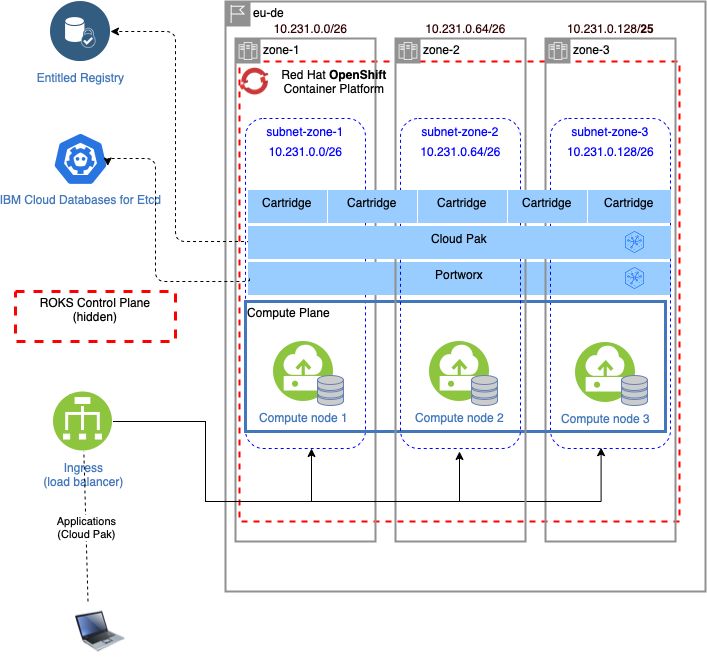 eu-de
10.231.0.0/26
10.231.0.64/26
10.231.0.128/25
zone-1
zone-2
zone-3
Entitled Registry
Red Hat OpenShift
Container Platform
subnet-zone-1
10.231.0.0/26
subnet-zone-2
10.231.0.64/26
subnet-zone-3
10.231.0.128/26
IBM Cloud Databases for Etcd
Cartridge
Cartridge
Cartridge
Cartridge
Cartridge
Cloud Pak
Portworx
ROKS Control Plane
(hidden)
Compute Plane
Compute node 1
Compute node 2
Compute node 3
Ingress
(load balancer)
Applications
(Cloud Pak)